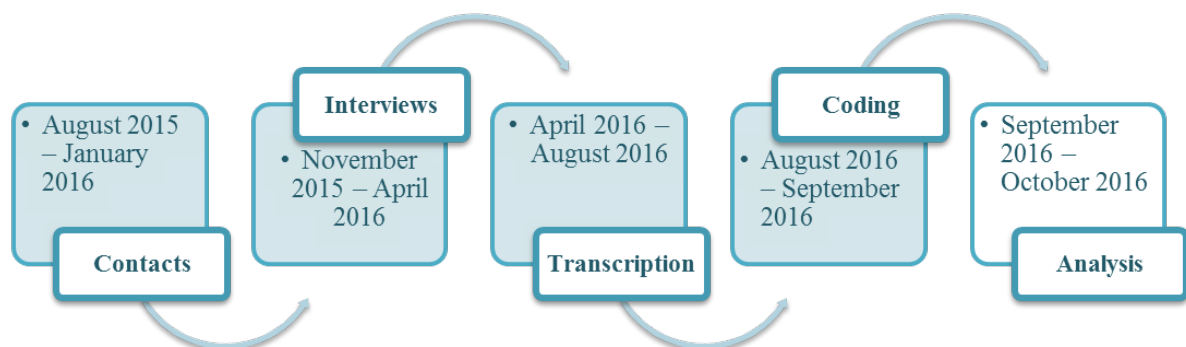 • August 2015
– January
2016
Contacts
Interviews
• November
2015 – April
2016
• April 2016 –
August 2016
Transcription
Coding
• August 2016
– September
2016
• September
2016 –
October 2016
Analysis